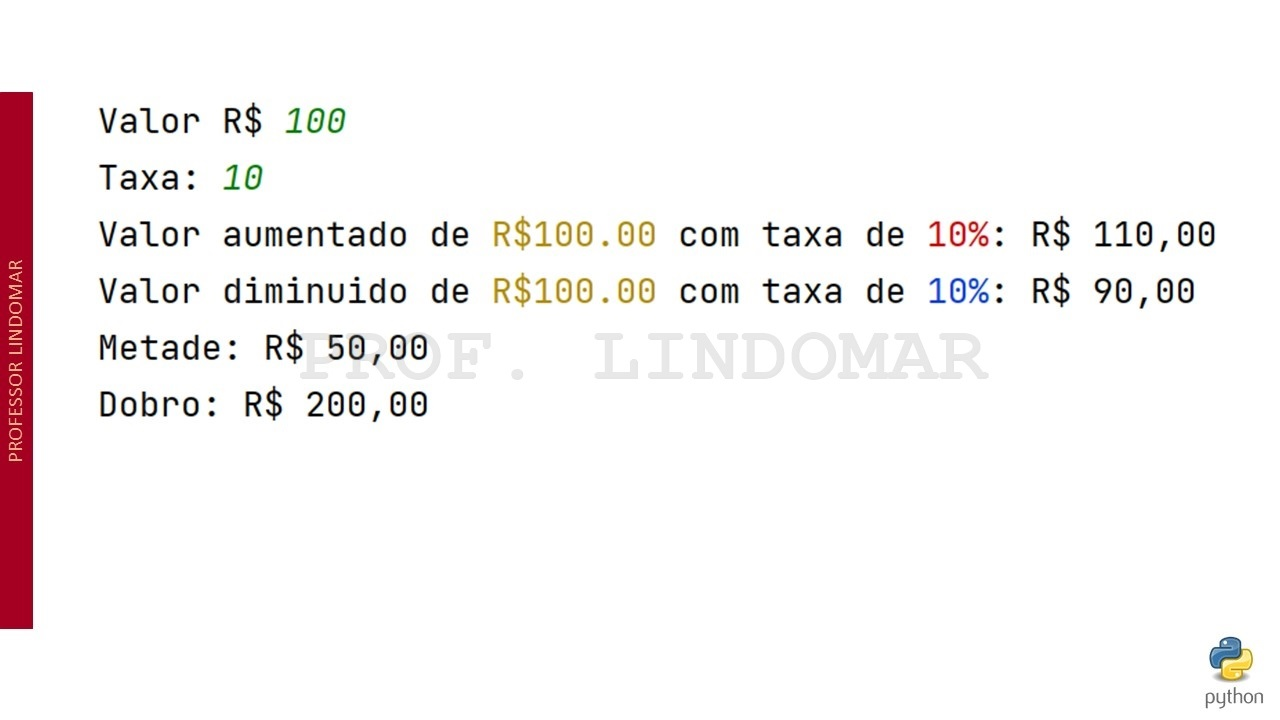 Valor R$ 100
Taxa: 10
Valor aumentado de R$100.00 com taxa de 10%: R$ 110,00
Valor diminuido de R$100.00 com taxa de 10%: R$ 90,00
Metade: R$ 50,00
Dobro: R$ 200,00
PROF. LINDOMAR
PROFESSOR LINDOMAR
python